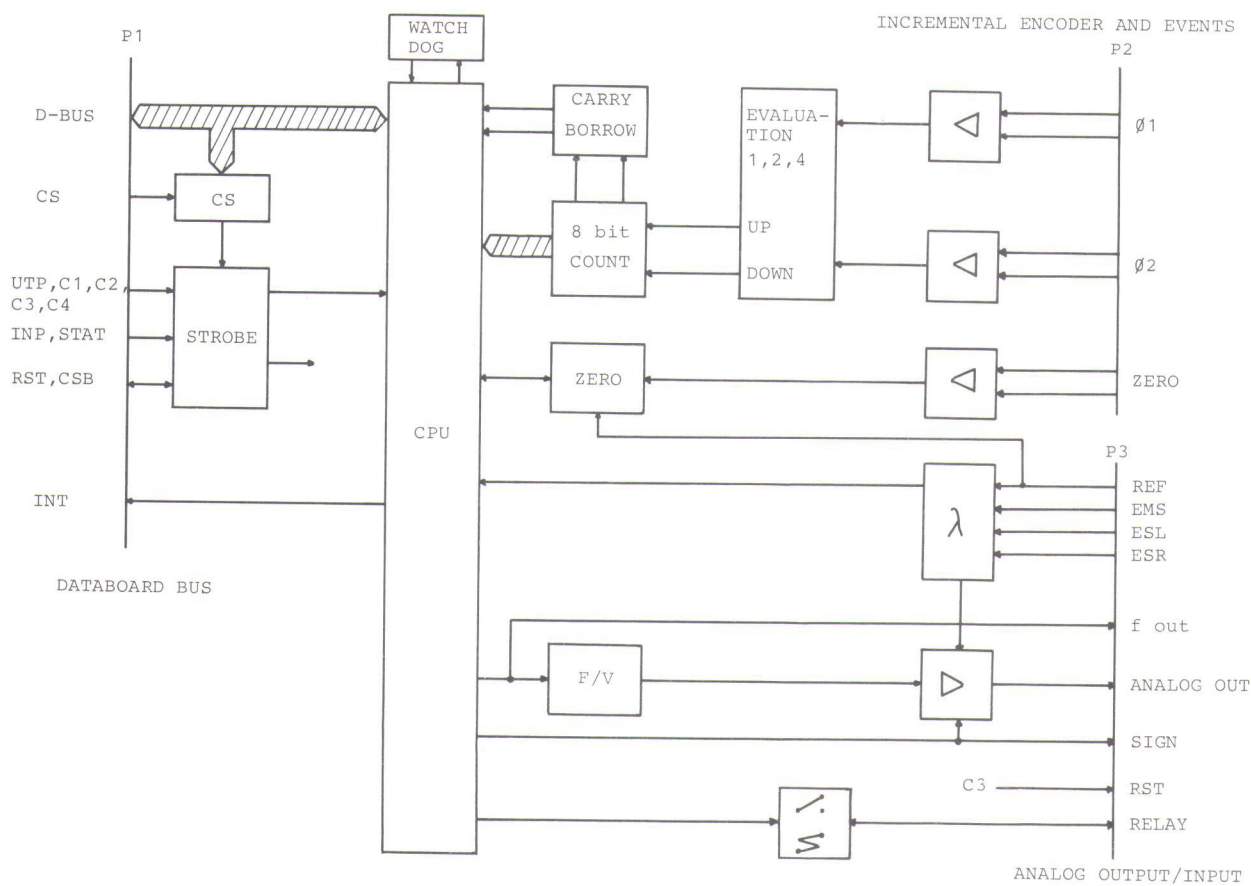 INCREMENTAL ENCODER AND EVENTS
P1
P2
WATCH
DOG
D-BUS
CS
CS
UTP,C1,C2,
C3,C4
INP,STAT
RST,CSB
STROBE
INT
DATABOARD BUS
CPU
CARRY
BORROW
8 bit
COUNT
EVALUA-
TION
1,2,4
UP
DOWN
Ø1
Ø2
ZERO
ZERO
P3
REF
EMS
ESL
ESR
λ
f out
F/V
ANALOG OUT
SIGN
C3
RST
RELAY
ANALOG OUTPUT/INPUT